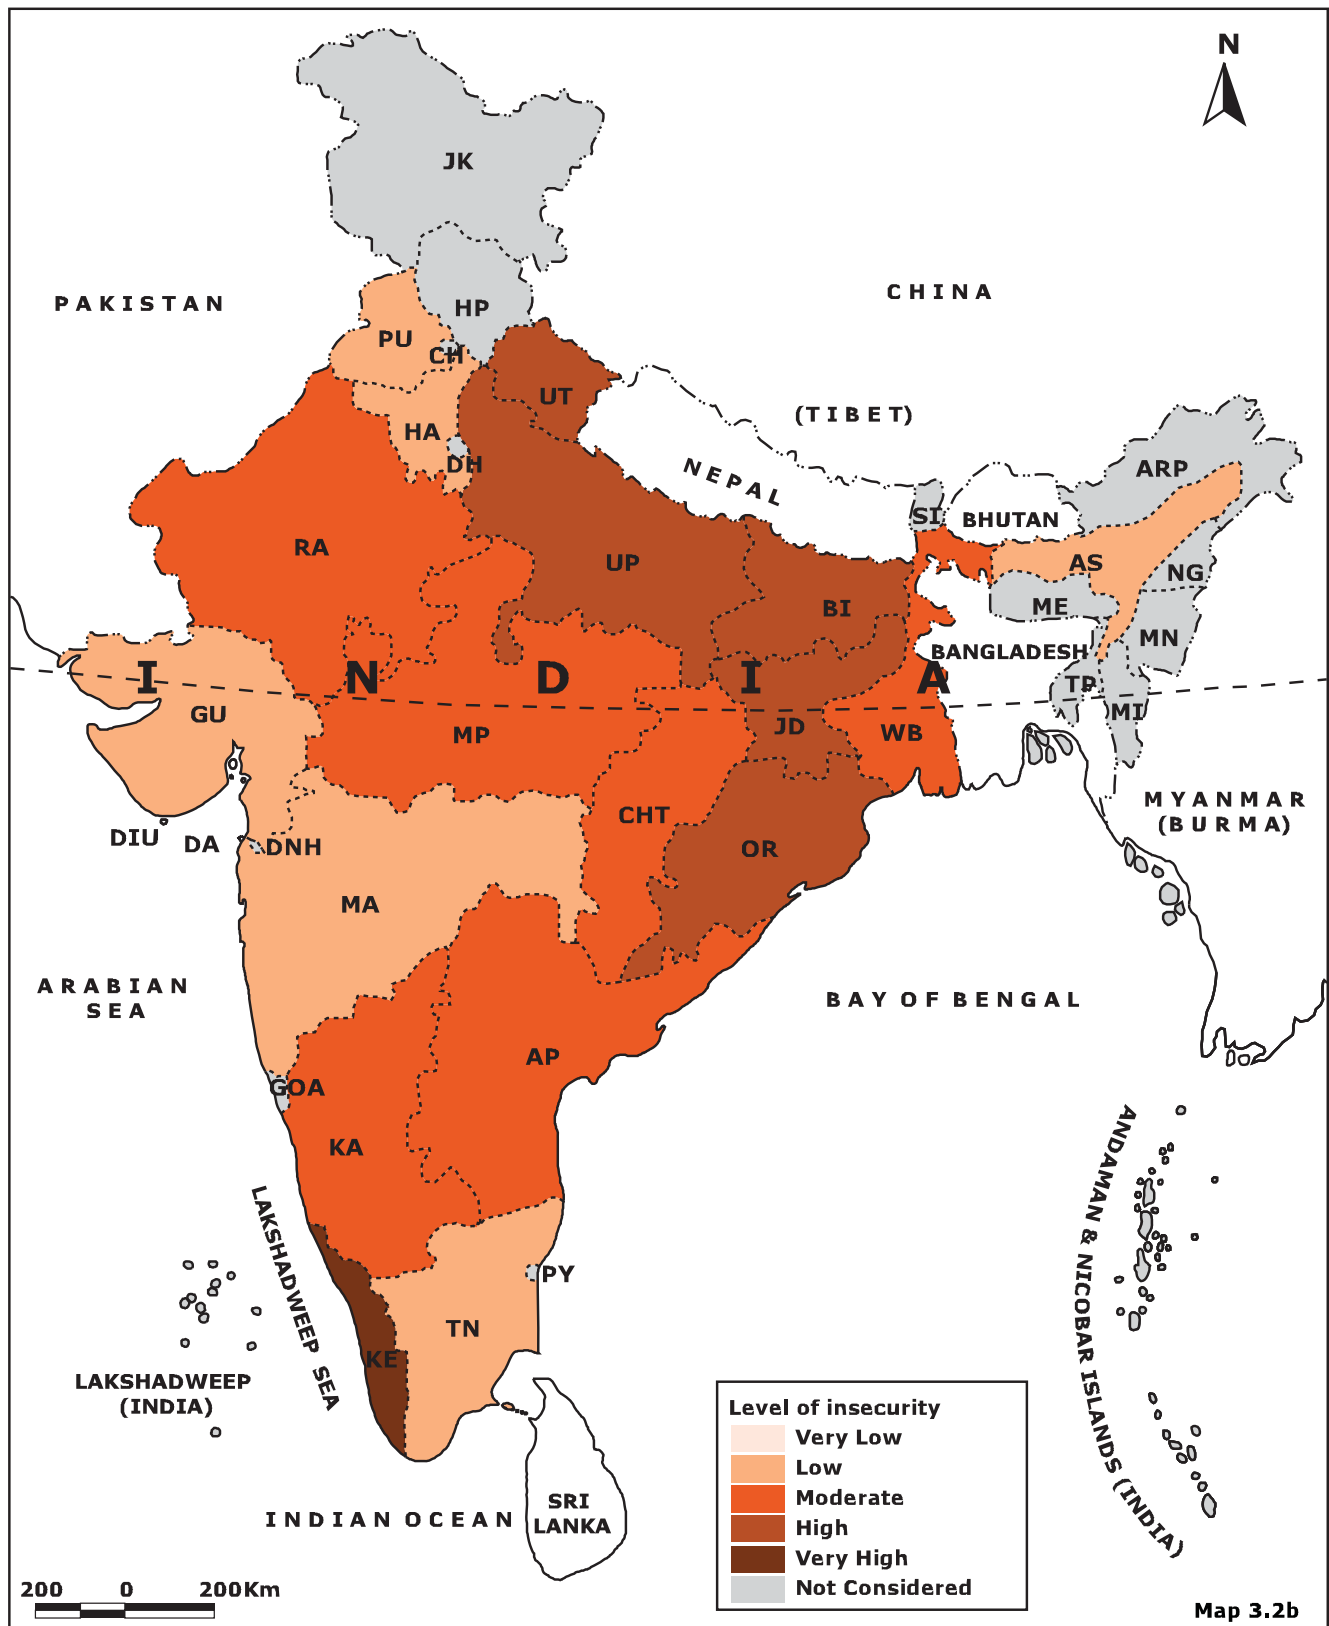 N
JK
PAKISTAN
HP
CHINA
PU
CH
UT
(TIBET)
HA
DH
NEPAL
ARP
SI
BHUTAN
RA
UP
AS
NG
BI
ME
MN
BANGLADESH
I N D I A
TP
GU
MI
MP
JD
WB
MYANMAR
(BURMA)
CHT
DIU
DA
DNH
OR
MA
ARABIAN
SEA
BAY OF BENGAL
AP
GOA
KA
ANDAMAN & NICOBAR ISLANDS (INDIA)
LAKSHADWEEP SEA
PY
TN
KE
LAKSHADWEEP
(INDIA)
Level of insecurity
Very Low
Low
Moderate
High
Very High
Not Considered
SRI
LANKA
INDIAN OCEAN
200 0 200Km
Map 3.2b